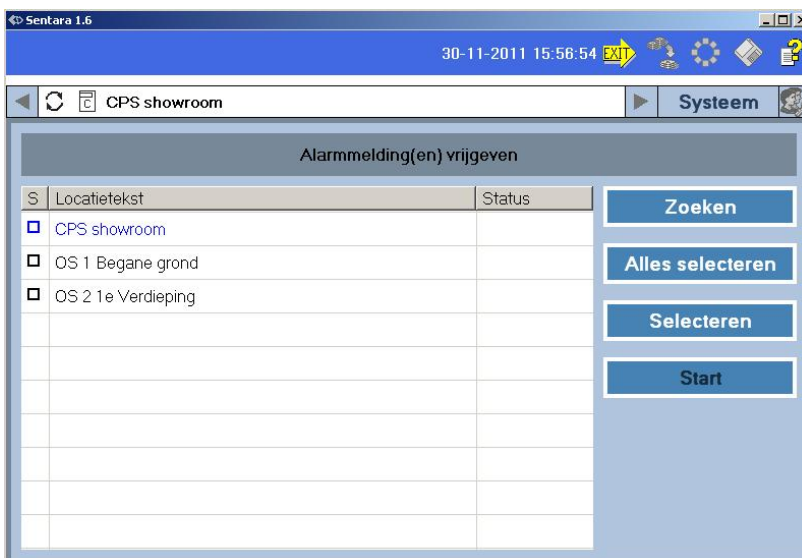 Sentara 1.6
30-11-2011 15:56:54 EXIT
CPS showroom
Systeem
Alarmmelding(en) vrijgeven
S Locatietekst Status
CPS showroom
OS 1 Begane grond
OS 2 1e Verdieping
Zoeken
Alles selecteren
Selecteren
Start